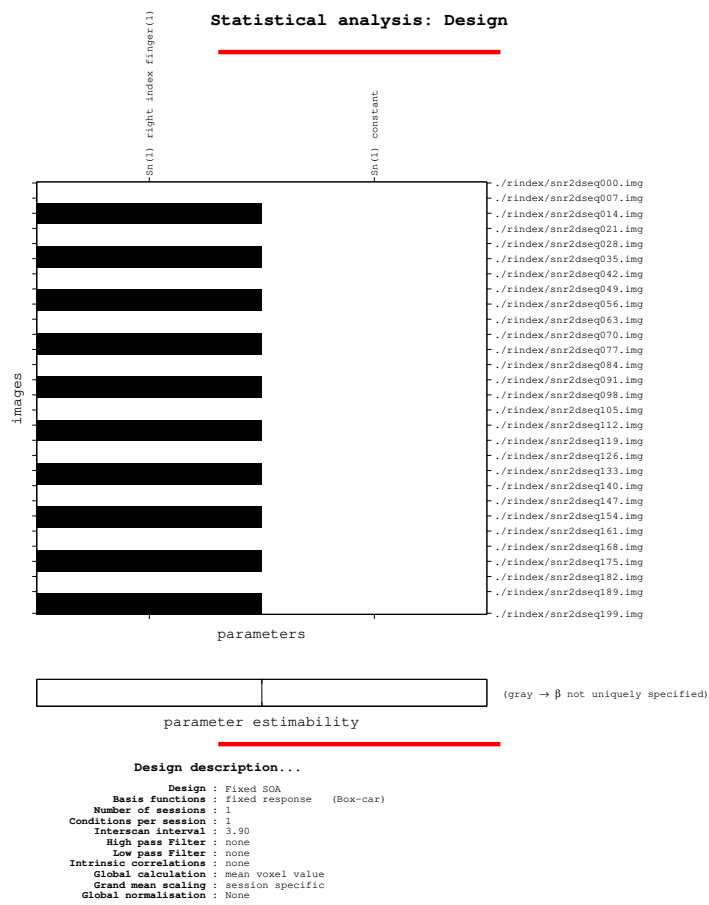 Statistical analysis: Design
Sn(1) right index finger(1)
Sn(1) constant
./rindex/snr2dseq000.img
./rindex/snr2dseq007.img
./rindex/snr2dseq014.img
./rindex/snr2dseq021.img
./rindex/snr2dseq028.img
./rindex/snr2dseq035.img
./rindex/snr2dseq042.img
./rindex/snr2dseq049.img
./rindex/snr2dseq056.img
./rindex/snr2dseq063.img
./rindex/snr2dseq070.img
./rindex/snr2dseq077.img
./rindex/snr2dseq084.img
./rindex/snr2dseq091.img
./rindex/snr2dseq098.img
./rindex/snr2dseq105.img
./rindex/snr2dseq112.img
./rindex/snr2dseq119.img
./rindex/snr2dseq126.img
./rindex/snr2dseq133.img
./rindex/snr2dseq140.img
./rindex/snr2dseq147.img
./rindex/snr2dseq154.img
./rindex/snr2dseq161.img
./rindex/snr2dseq168.img
./rindex/snr2dseq175.img
./rindex/snr2dseq182.img
./rindex/snr2dseq189.img
./rindex/snr2dseq199.img
images
parameters
(gray → β not uniquely specified)
parameter estimability
Design description...
Design : Fixed SOA
Basis functions : fixed response (Box-car)
Number of sessions : 1
Conditions per session : 1
Interscan interval : 3.90
High pass Filter : none
Low pass Filter : none
Intrinsic correlations : none
Global calculation : mean voxel value
Grand mean scaling : session specific
Global normalisation : None